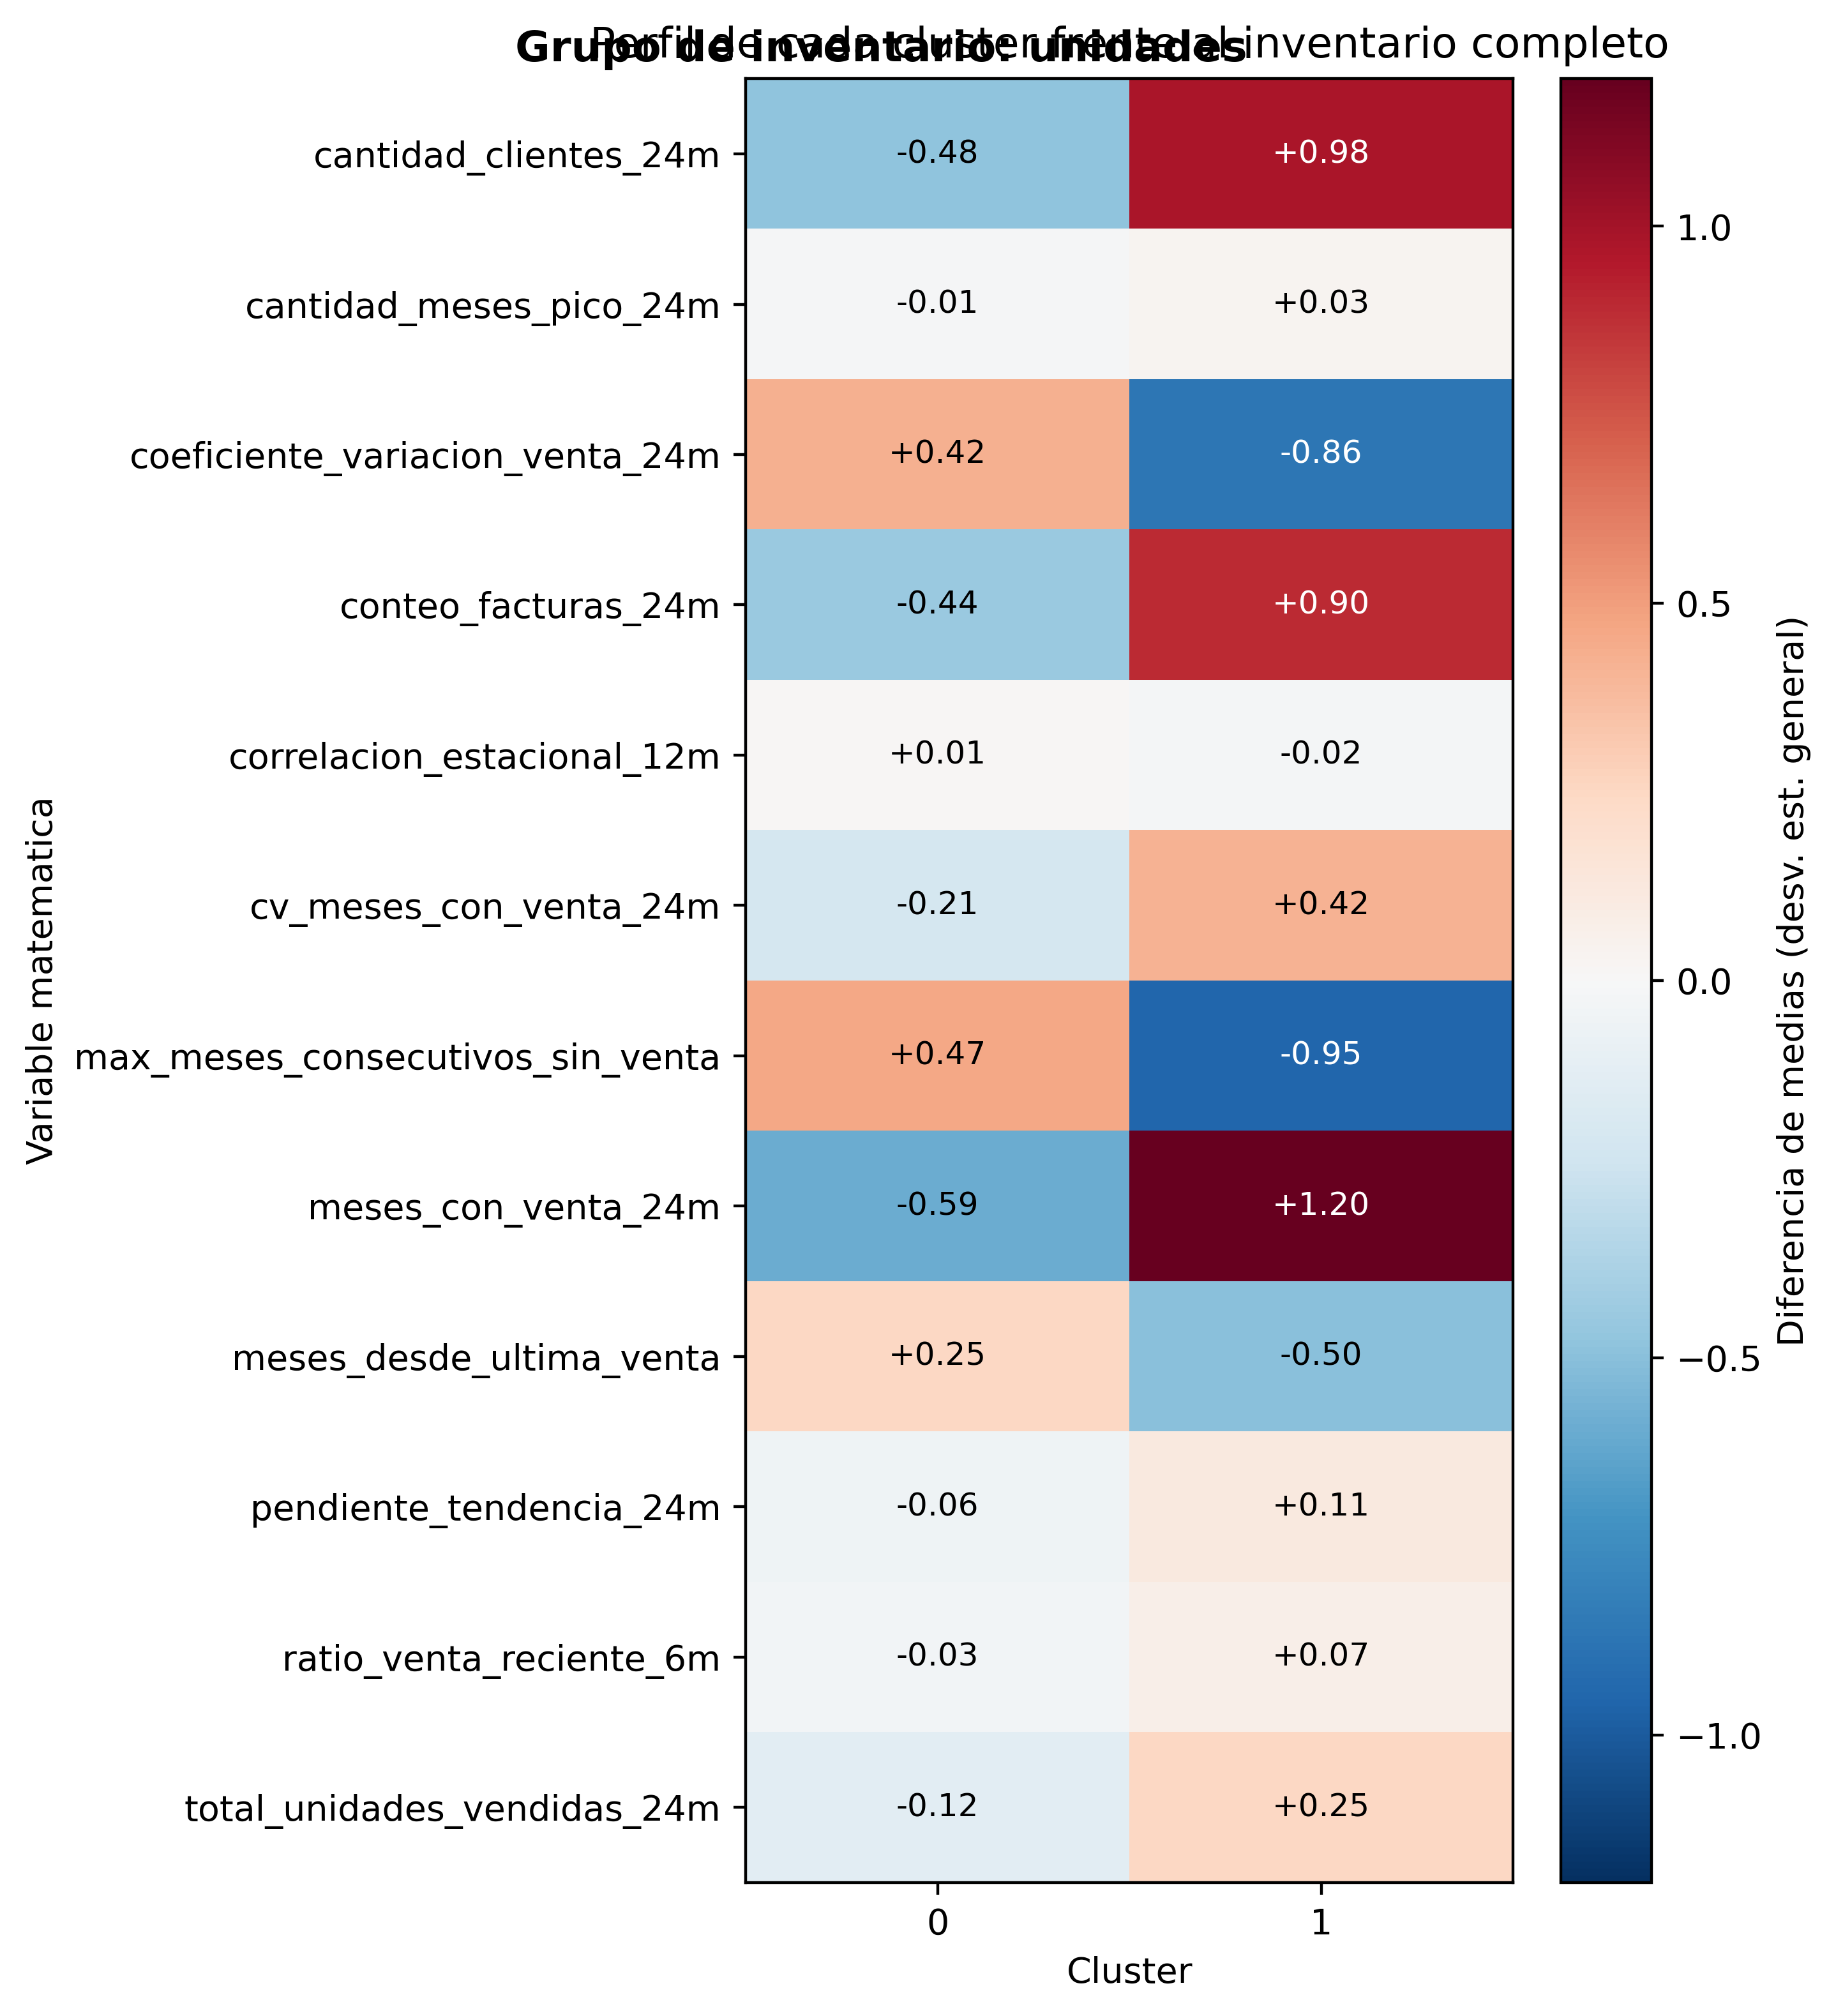 Grupo de inventario: unidades
Perfil de cada cluster frente al inventario completo
cantidad_clientes_24m -0.48 +0.98
cantidad_meses_pico_24m -0.01 +0.03
coeficiente_variacion_venta_24m +0.42 -0.86
conteo_facturas_24m -0.44 +0.90
correlacion_estacional_12m +0.01 -0.02
cv_meses_con_venta_24m -0.21 +0.42
max_meses_consecutivos_sin_venta +0.47 -0.95
meses_con_venta_24m -0.59 +1.20
meses_desde_ultima_venta +0.25 -0.50
pendiente_tendencia_24m -0.06 +0.11
ratio_venta_reciente_6m -0.03 +0.07
total_unidades_vendidas_24m -0.12 +0.25
0 1
Cluster
Variable matematica
1.0
0.5
0.0
−0.5
−1.0
Diferencia de medias (desv. est. general)